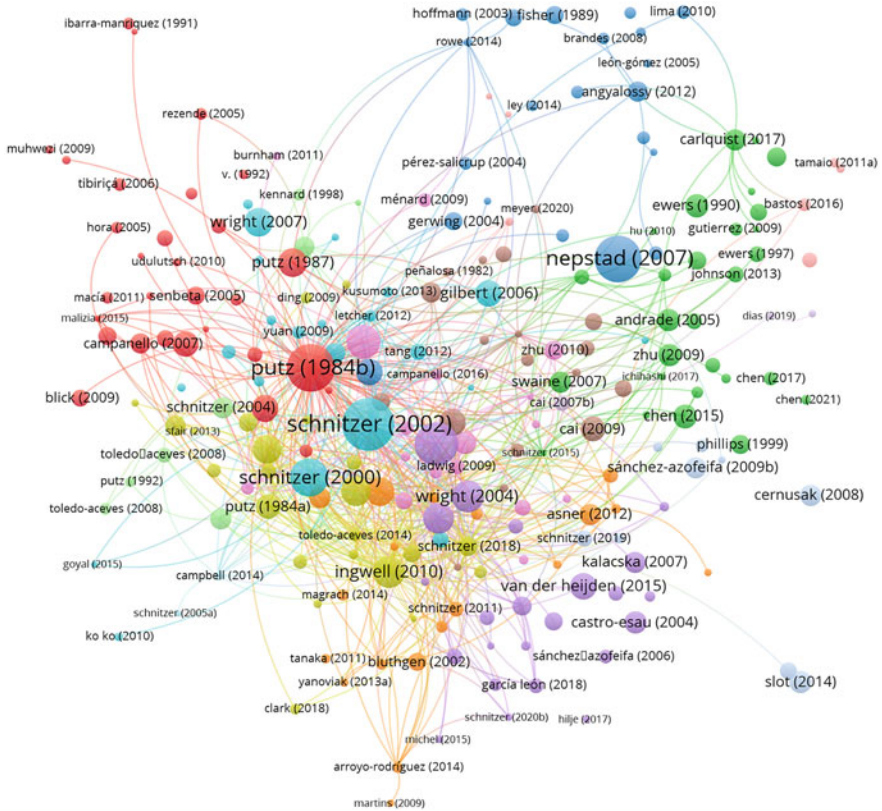 ibarra-manriquez (1991)
hoffmann (2003)
fisher (1989)
lima (2010)
rowe (2014)
brandes (2008)
león-gómez (2005)
angyalossy (2012)
ley (2014)
rezende (2005)
carlquist (2017)
muhwezi (2009)
burnham (2011)
pérez-salicrup (2004)
tamaio (2011a)
v. (1992)
tibiriça (2006)
kennard (1998)
ménard (2009)
meyer (2020)
ewers (1990)
bastos (2016)
hora (2005)
wright (2007)
gerwing (2004)
hu (2010)
gutierrez (2009)
udulutsch (2010)
putz (1987)
peñalosa (1982)
nepstad (2007)
ewers (1997)
johnson (2013)
macía (2011)
senbeta (2005)
ding (2009)
kusumoto (2013)
gilbert (2006)
malizia (2015)
letcher (2012)
andrade (2005)
dias (2019)
yuan (2009)
campanello (2007)
tang (2012)
zhu (2010)
zhu (2009)
putz (1984b)
campanello (2016)
swaine (2007)
ichihashi (2017)
chen (2017)
blick (2009)
cai (2007b)
chen (2021)
schnitzer (2004)
schnitzer (2002)
chen (2015)
sfair (2013)
cai (2009)
phillips (1999)
toledo▯aceves (2008)
schnitzer (2015)
ladwig (2009)
sánchez-azofeifa (2009b)
putz (1992)
schnitzer (2000)
wright (2004)
cernusak (2008)
toledo-aceves (2008)
putz (1984a)
asner (2012)
toledo-aceves (2014)
schnitzer (2018)
schnitzer (2019)
goyal (2015)
campbell (2014)
ingwell (2010)
kalacska (2007)
magrach (2014)
van der heijden (2015)
schnitzer (2005a)
schnitzer (2011)
castro-esau (2004)
ko ko (2010)
tanaka (2011)
bluthgen (2002)
sánchez▯azofeifa (2006)
yanoviak (2013a)
garcía león (2018)
slot (2014)
clark (2018)
schnitzer (2020b)
hilje (2017)
michel (2015)
arroyo-rodríguez (2014)
martins (2009)